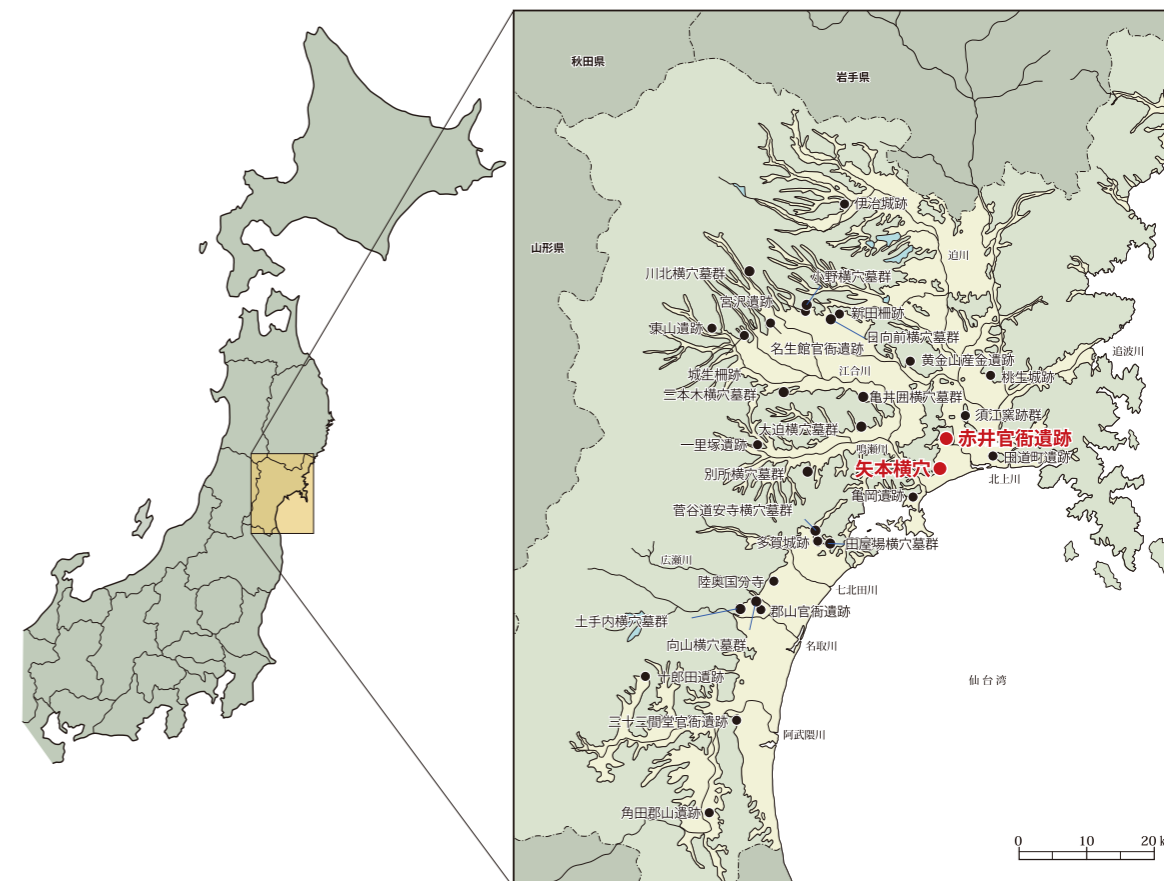 秋田県
岩手県
山形県
伊治城跡
迫川
川北横穴墓群
小野横穴墓群
宮沢遺跡
新田柵跡
東山遺跡
日向前横穴墓群
名生館官衙遺跡
追波川
黄金山産金遺跡
江合川
城生柵跡
桃生城跡
三本木横穴墓群
亀井囲横穴墓群
須江窯跡群
大迫横穴墓群
赤井官衙遺跡
一里塚遺跡
鳴瀬川
田道町遺跡
矢本横穴
別所横穴墓群
北上川
亀岡遺跡
菅谷道安寺横穴墓群
多賀城跡
田屋場横穴墓群
広瀬川
陸奥国分寺
七北田川
郡山官衙遺跡
土手内横穴墓群
向山横穴墓群
名取川
十郎田遺跡
仙台湾
三十三間堂官衙遺跡
阿武隈川
角田郡山遺跡
0 10 20